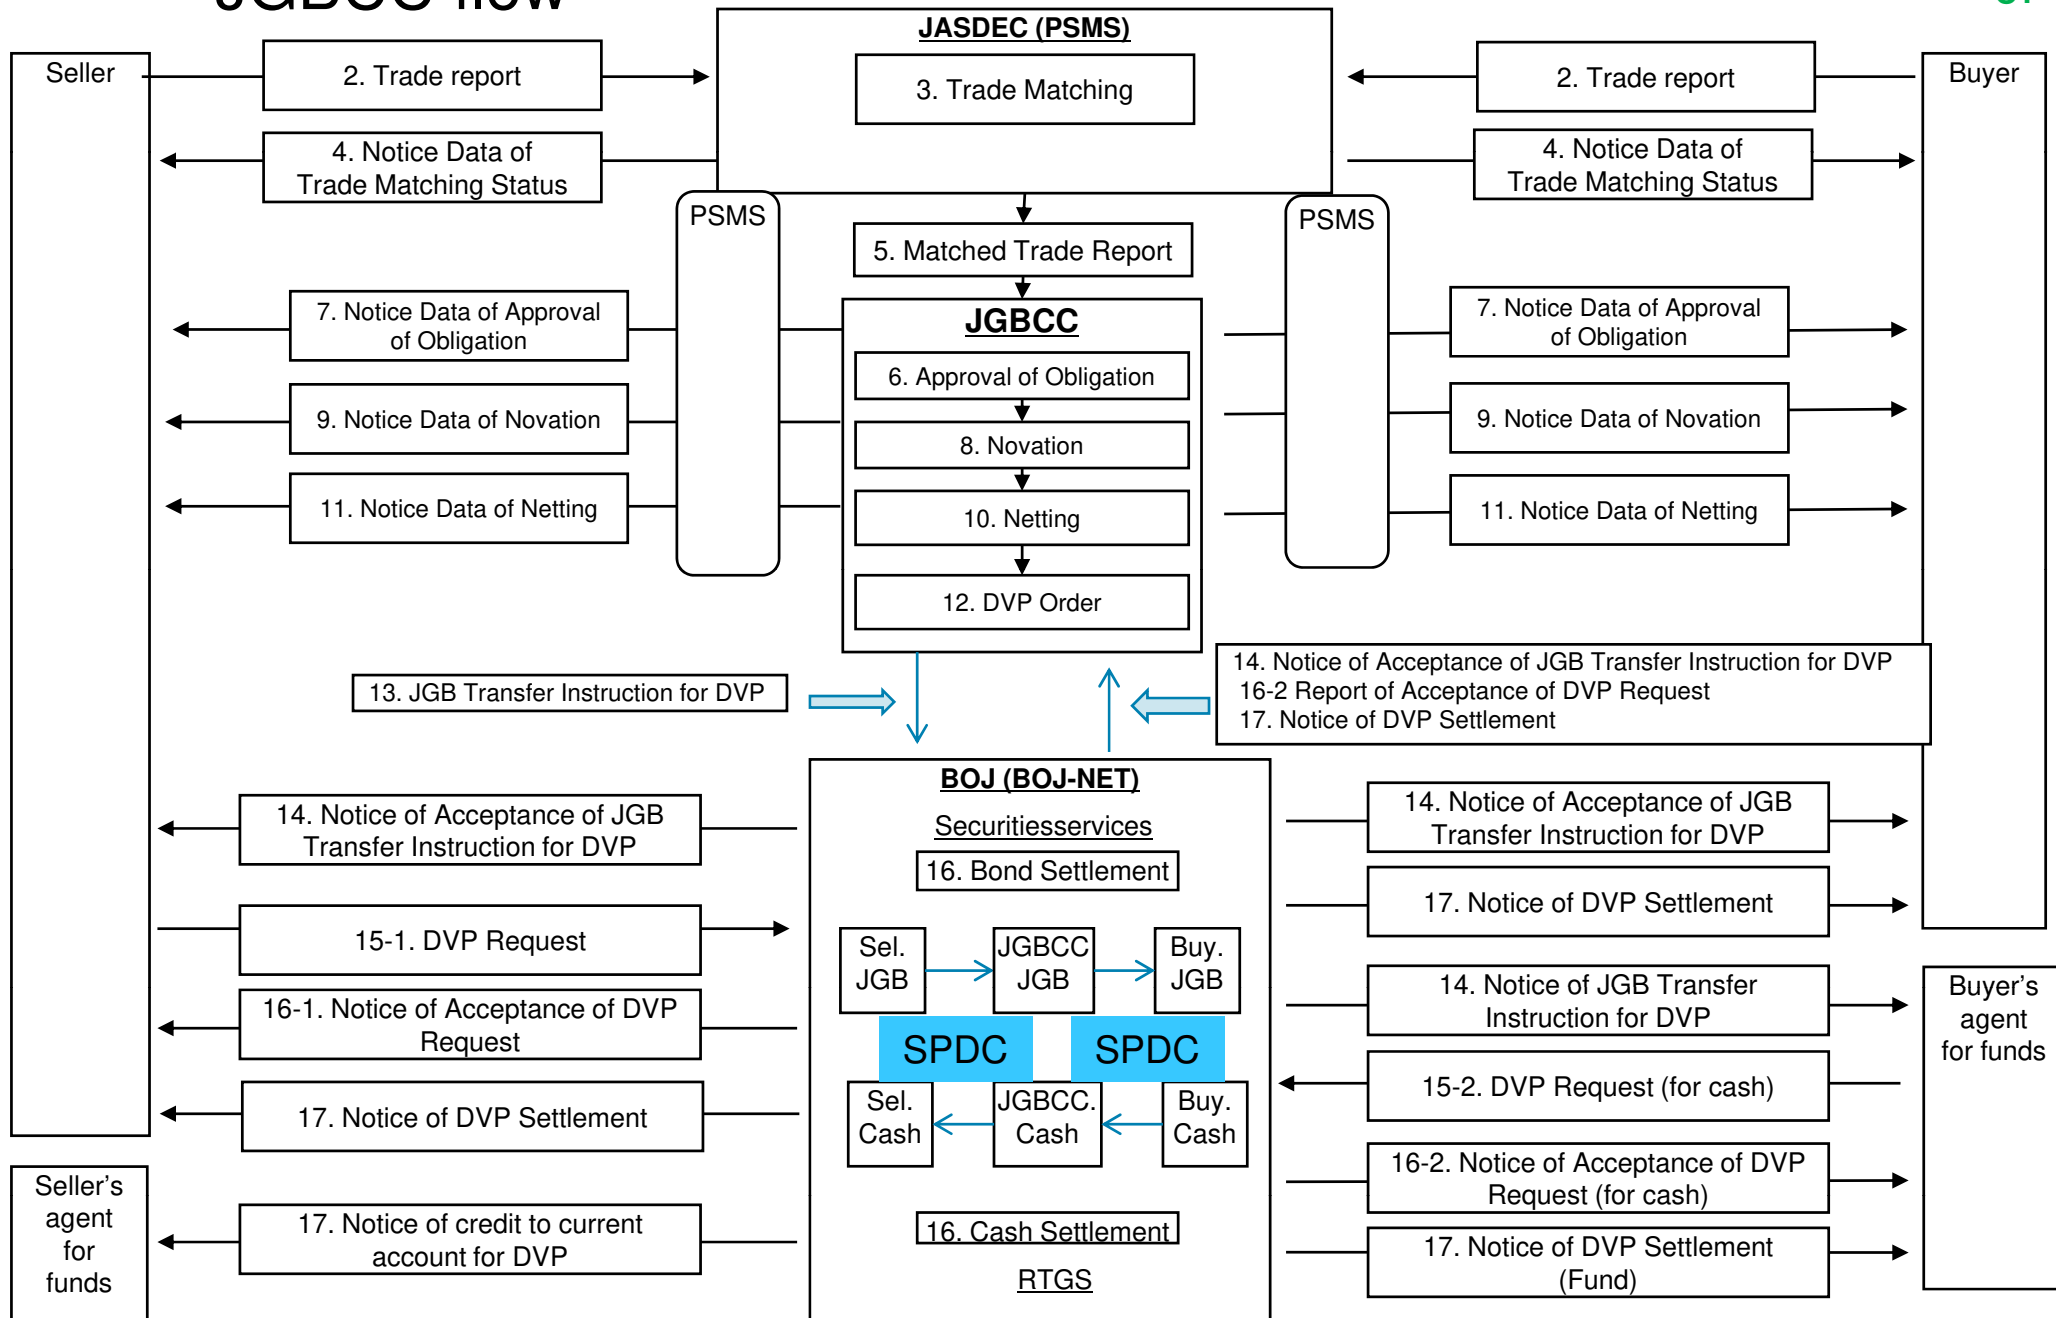 JGBCC flow
JASDEC (PSMS)
Seller
2. Trade report
3. Trade Matching
2. Trade report
Buyer
4. Notice Data of
Trade Matching Status
4. Notice Data of
Trade Matching Status
PSMS
PSMS
5. Matched Trade Report
7. Notice Data of Approval
of Obligation
JGBCC
7. Notice Data of Approval
of Obligation
6. Approval of Obligation
9. Notice Data of Novation
8. Novation
9. Notice Data of Novation
11. Notice Data of Netting
10. Netting
11. Notice Data of Netting
12. DVP Order
13. JGB Transfer Instruction for DVP
14. Notice of Acceptance of JGB Transfer Instruction for DVP
16-2 Report of Acceptance of DVP Request
17. Notice of DVP Settlement
BOJ (BOJ-NET)
Securitiesservices
14. Notice of Acceptance of JGB
Transfer Instruction for DVP
14. Notice of Acceptance of JGB
Transfer Instruction for DVP
16. Bond Settlement
17. Notice of DVP Settlement
15-1. DVP Request
Sel.
JGB
JGBCC
JGB
Buy.
JGB
14. Notice of JGB Transfer
Instruction for DVP
Buyer’s
agent
for funds
16-1. Notice of Acceptance of DVP
Request
SPDC
SPDC
15-2. DVP Request (for cash)
17. Notice of DVP Settlement
Sel.
Cash
JGBCC.
Cash
Buy.
Cash
16-2. Notice of Acceptance of DVP
Request (for cash)
Seller’s
agent
for
funds
17. Notice of credit to current
account for DVP
16. Cash Settlement
RTGS
17. Notice of DVP Settlement
(Fund)